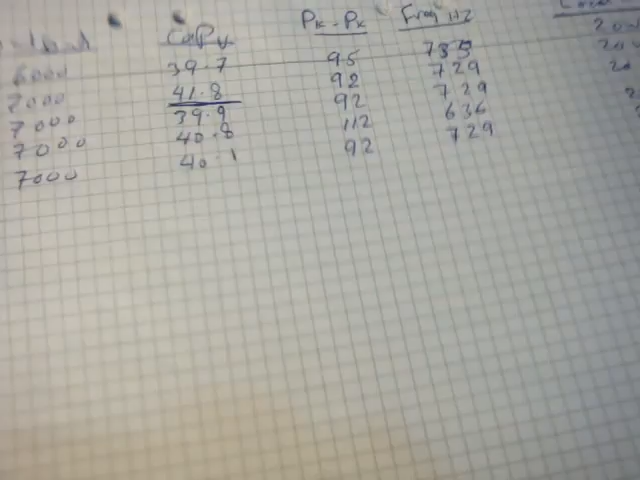 Pk-Pk Freq HZ
6000 39.7 95 735
7000 41.8 92 729
7000 39.9 92 729
7000 40.8 112 636
7000 40.1 92 729